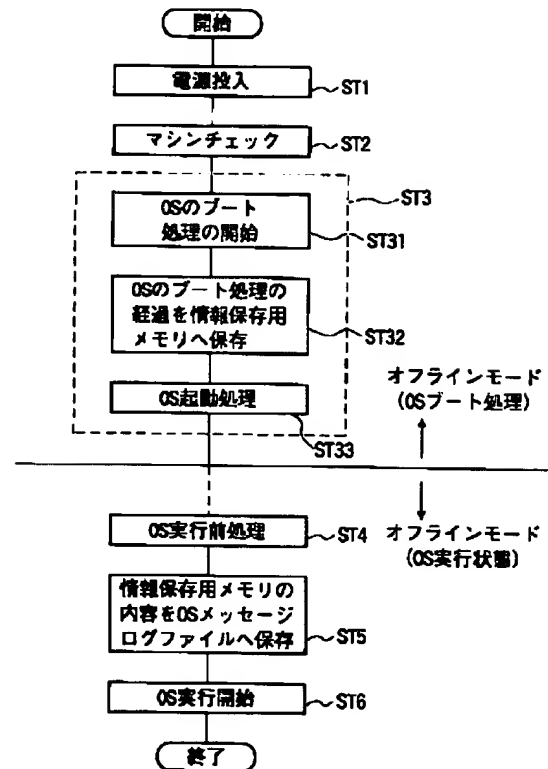 開始
電源投入
ST1
マシンチェック
ST2
ST3
OSのブート
処理の開始
ST31
OSのブート処理の
経過を情報保存用
メモリへ保存
ST32
OS起動処理
ST33
オフラインモード
(OSブート処理)
オフラインモード
(OS実行状態)
OS実行前処理
ST4
情報保存用メモリの
内容をOSメッセージ
ログファイルへ保存
ST5
OS実行開始
ST6
終了